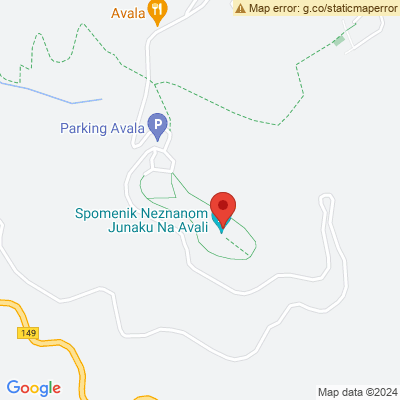 Map error: g.co/staticmaperror
Avala
Parking Avala
P
Spomenik Neznanom
Junaku Na Avali
149
Google
Map data ©2024